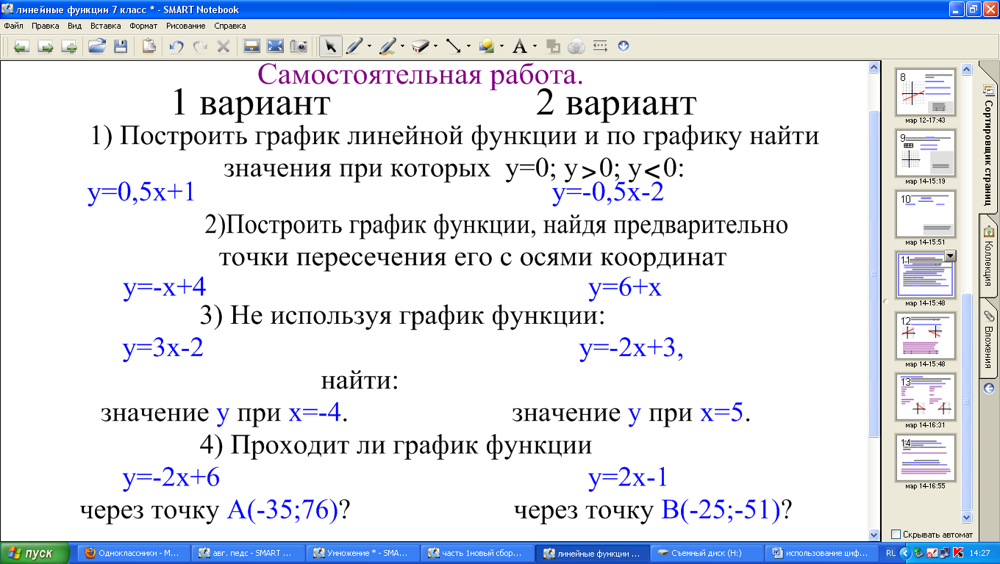 линейные функции 7 класс * - SMART Notebook
Файл Правка Вид Вставка Формат Рисование Справка
Самостоятельная работа.
1 вариант 2 вариант
1) Построить график линейной функции и по графику найти
значения при которых y=0; y>0; y<0:
y=0,5x+1 y=-0,5x-2
2)Построить график функции, найдя предварительно
точки пересечения его с осями координат
y=-x+4 y=6+x
3) Не используя график функции:
y=3x-2 y=-2x+3,
найти:
значение y при x=-4. значение y при x=5.
4) Проходит ли график функции
y=-2x+6 y=2x-1
через точку A(-35;76)? через точку B(-25;-51)?
8
мар 12-17:43
9
мар 14-15:19
10
мар 14-15:51
11
мар 14-15:48
12
мар 14-15:48
13
мар 14-16:31
14
мар 14-16:55
Скрывать автомат
Сортировщик страниц
Коллекция
Вложения
пуск
Одноклассники - М...
авг. педс - SMART ...
Умножение * - SMA...
часть 1новый сбор...
линейные функции ...
Съемный диск (H:)
использование циф...
RL
14:27